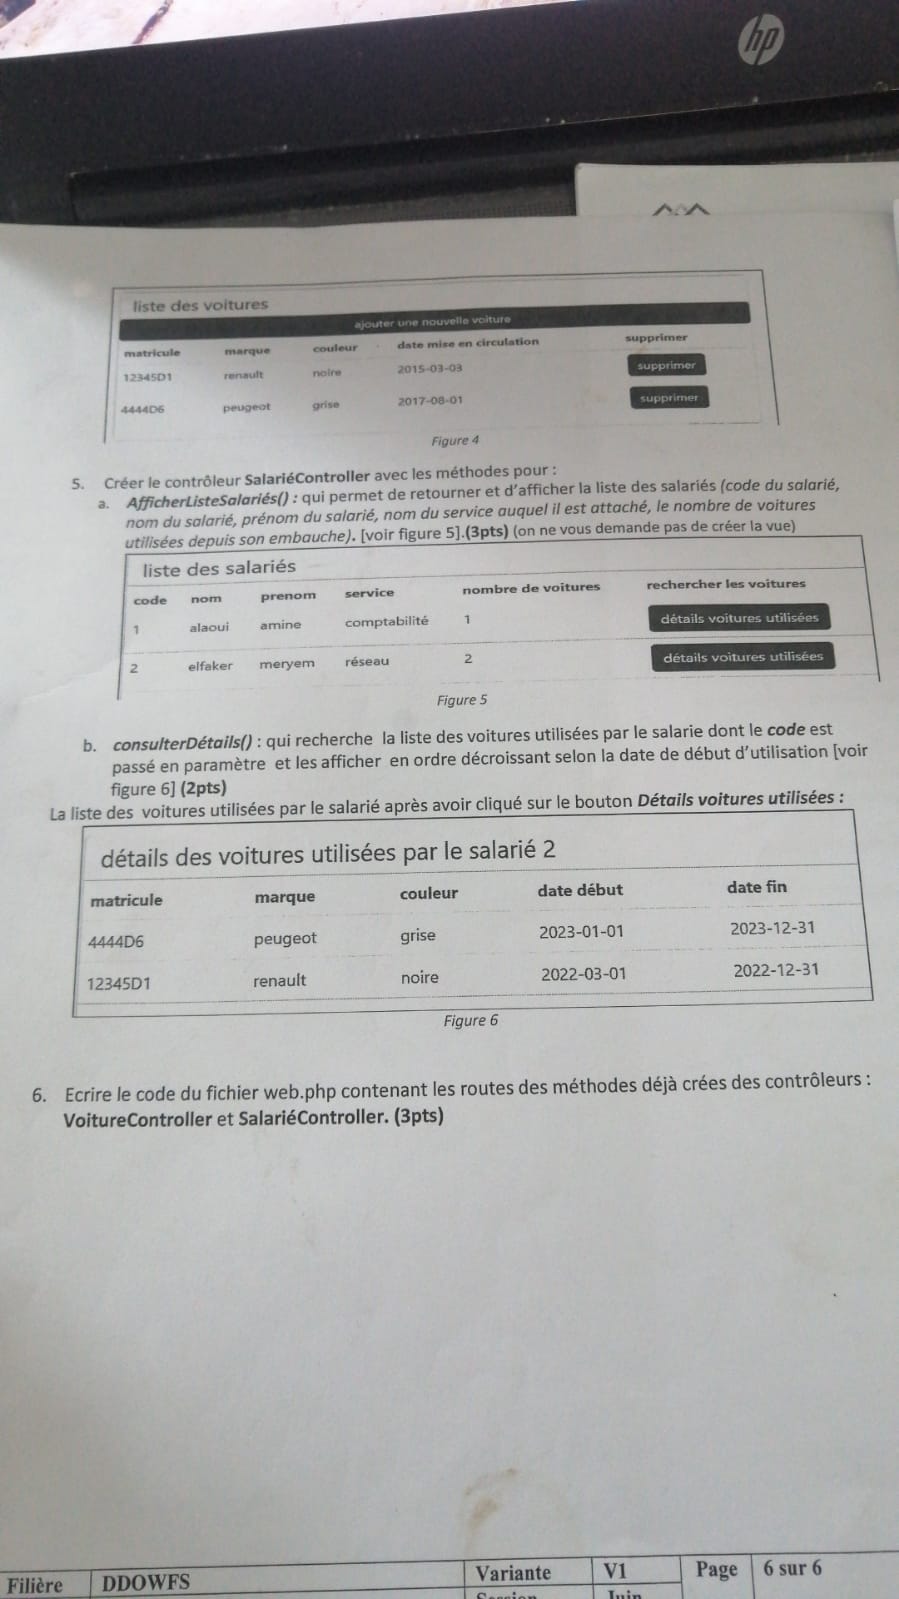 hp
liste des voitures
ajouter une nouvelle voiture
matricule marque couleur date mise en circulation supprimer
12345D1 renault noire 2015-03-03 supprimer
4444D6 peugeot grise 2017-08-01 supprimer
Figure 4
5. Créer le contrôleur SalariéController avec les méthodes pour :
a. AfficherListeSalariés() : qui permet de retourner et d'afficher la liste des salariés (code du salarié,
nom du salarié, prénom du salarié, nom du service auquel il est attaché, le nombre de voitures
utilisées depuis son embauche). [voir figure 5].(3pts) (on ne vous demande pas de créer la vue)
liste des salariés
code nom prenom service nombre de voitures rechercher les voitures
1 alaoui amine comptabilité 1 détails voitures utilisées
2 elfaker meryem réseau 2 détails voitures utilisées
Figure 5
b. consulterDétails() : qui recherche la liste des voitures utilisées par le salarie dont le code est
passé en paramètre et les afficher en ordre décroissant selon la date de début d'utilisation [voir
figure 6] (2pts)
La liste des voitures utilisées par le salarié après avoir cliqué sur le bouton Détails voitures utilisées :
détails des voitures utilisées par le salarié 2
matricule marque couleur date début date fin
4444D6 peugeot grise 2023-01-01 2023-12-31
12345D1 renault noire 2022-03-01 2022-12-31
Figure 6
6. Ecrire le code du fichier web.php contenant les routes des méthodes déjà crées des contrôleurs :
VoitureController et SalariéController. (3pts)
Filière DDOWFS Variante V1 Page 6 sur 6
Session Juin